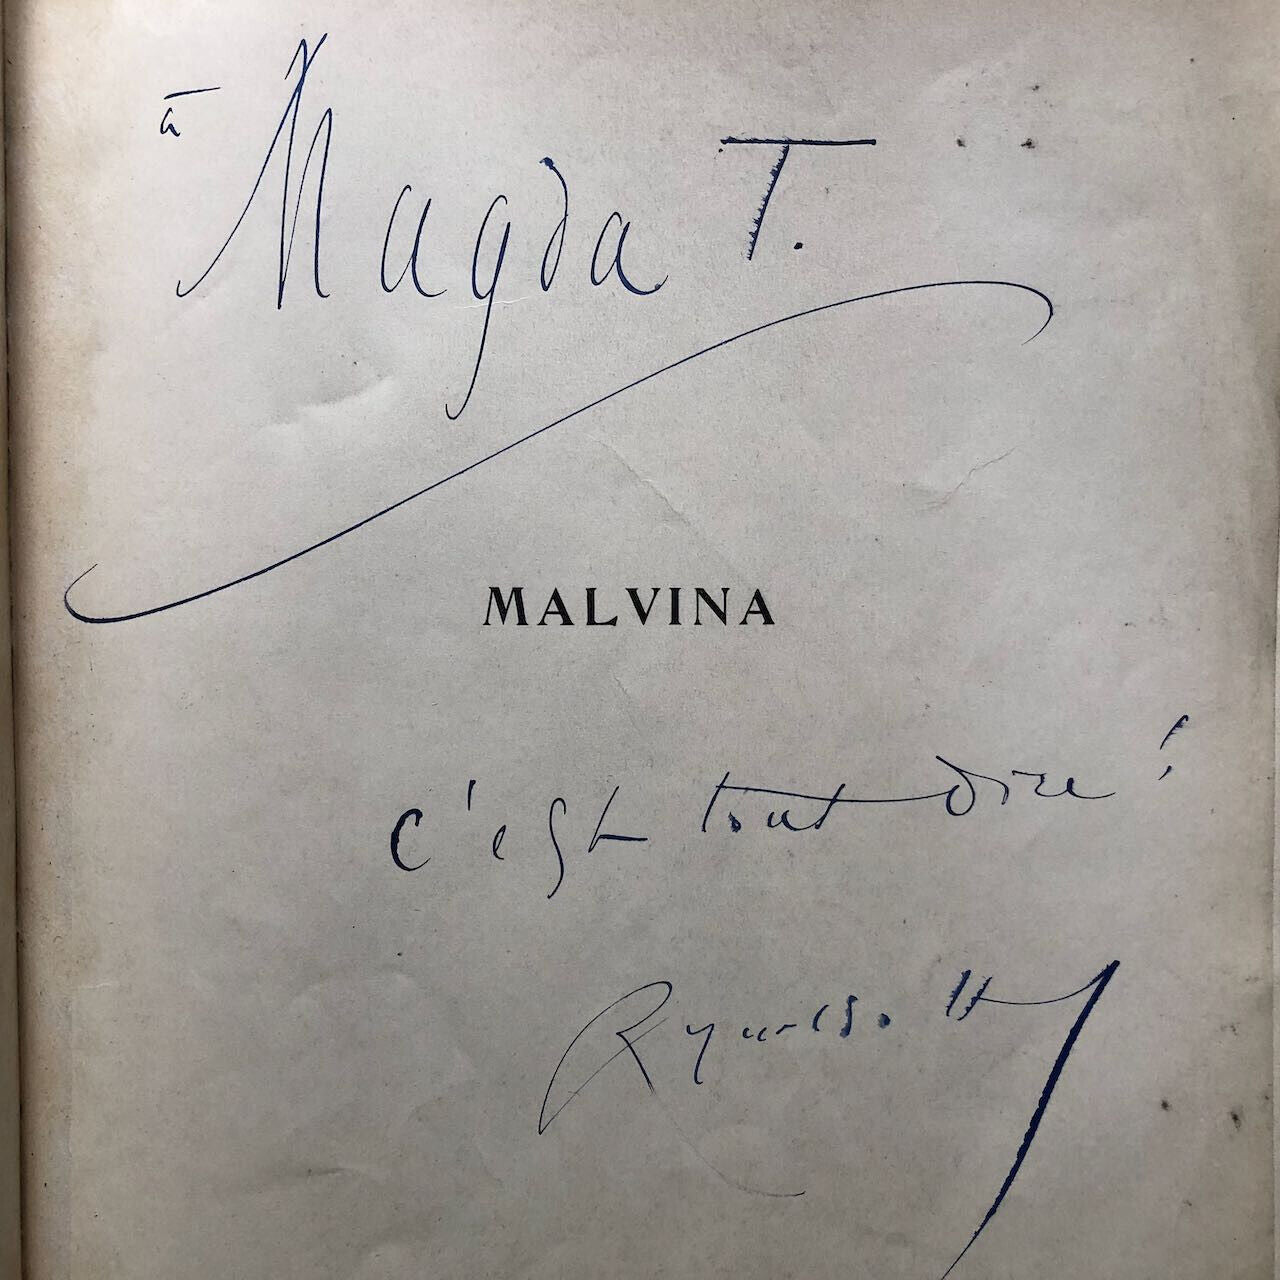 à Magda T.
MALVINA
c'est tout dire !